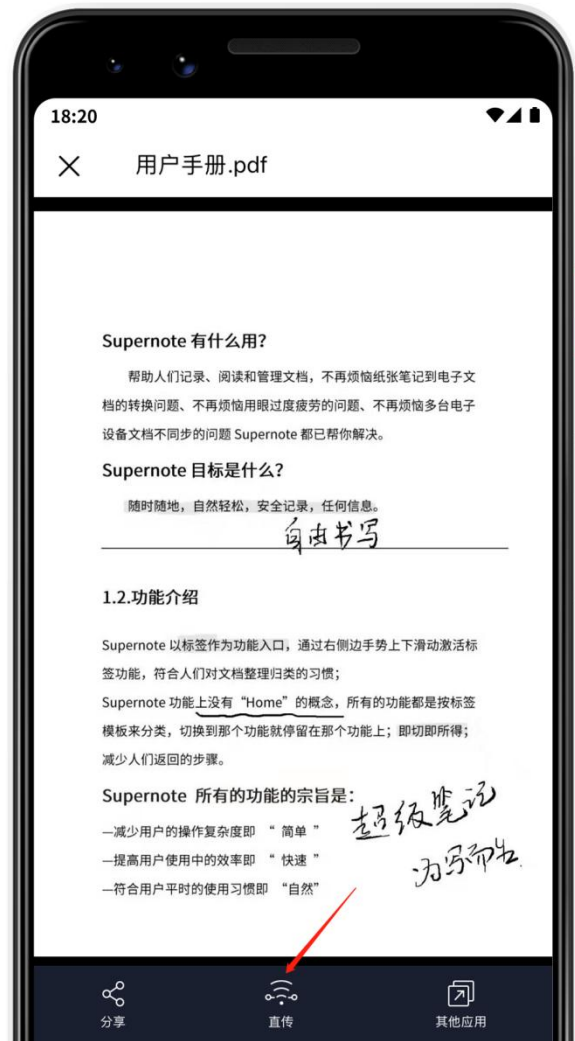 18:20
用户手册.pdf
Supernote 有什么用?
帮助人们记录、阅读和管理文档，不再烦恼纸张笔记到电子文
档的转换问题、不再烦恼用眼过度疲劳的问题、不再烦恼多台电子
设备文档不同步的问题 Supernote 都已帮你解决。
Supernote 目标是什么?
随时随地，自然轻松，安全记录，任何信息。
自由书写
1.2.功能介绍
Supernote 以标签作为功能入口，通过右侧边手势上下滑动激活标
签功能，符合人们对文档整理归类的习惯；
Supernote 功能上没有“Home”的概念，所有的功能都是按标签
模板来分类，切换到那个功能就停留在那个功能上；即切即所得；
减少人们返回的步骤。
Supernote 所有的功能的宗旨是：
—减少用户的操作复杂度即 “ 简单 ”
超级笔记
—提高用户使用中的效率即 “ 快速 ”
为写而生
—符合用户平时的使用习惯即 “自然”
分享
直传
其他应用